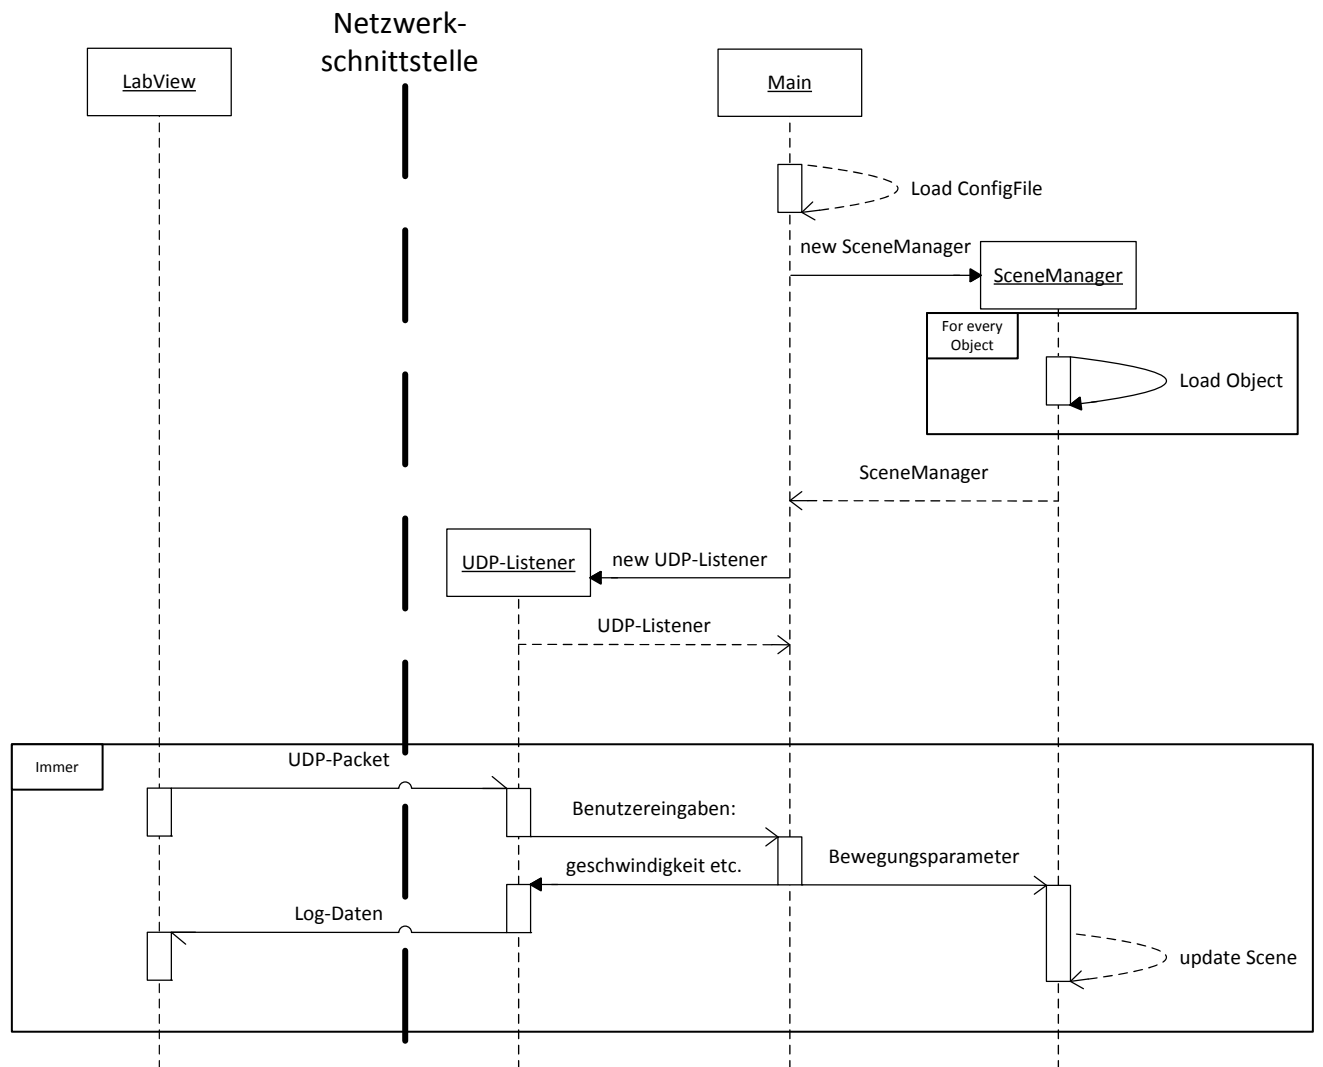 Netzwerk-
schnittstelle
LabView
Main
Load ConfigFile
new SceneManager
SceneManager
For every
Object
Load Object
SceneManager
UDP-Listener
new UDP-Listener
UDP-Listener
Immer
UDP-Packet
Benutzereingaben:
geschwindigkeit etc.
Bewegungsparameter
Log-Daten
update Scene